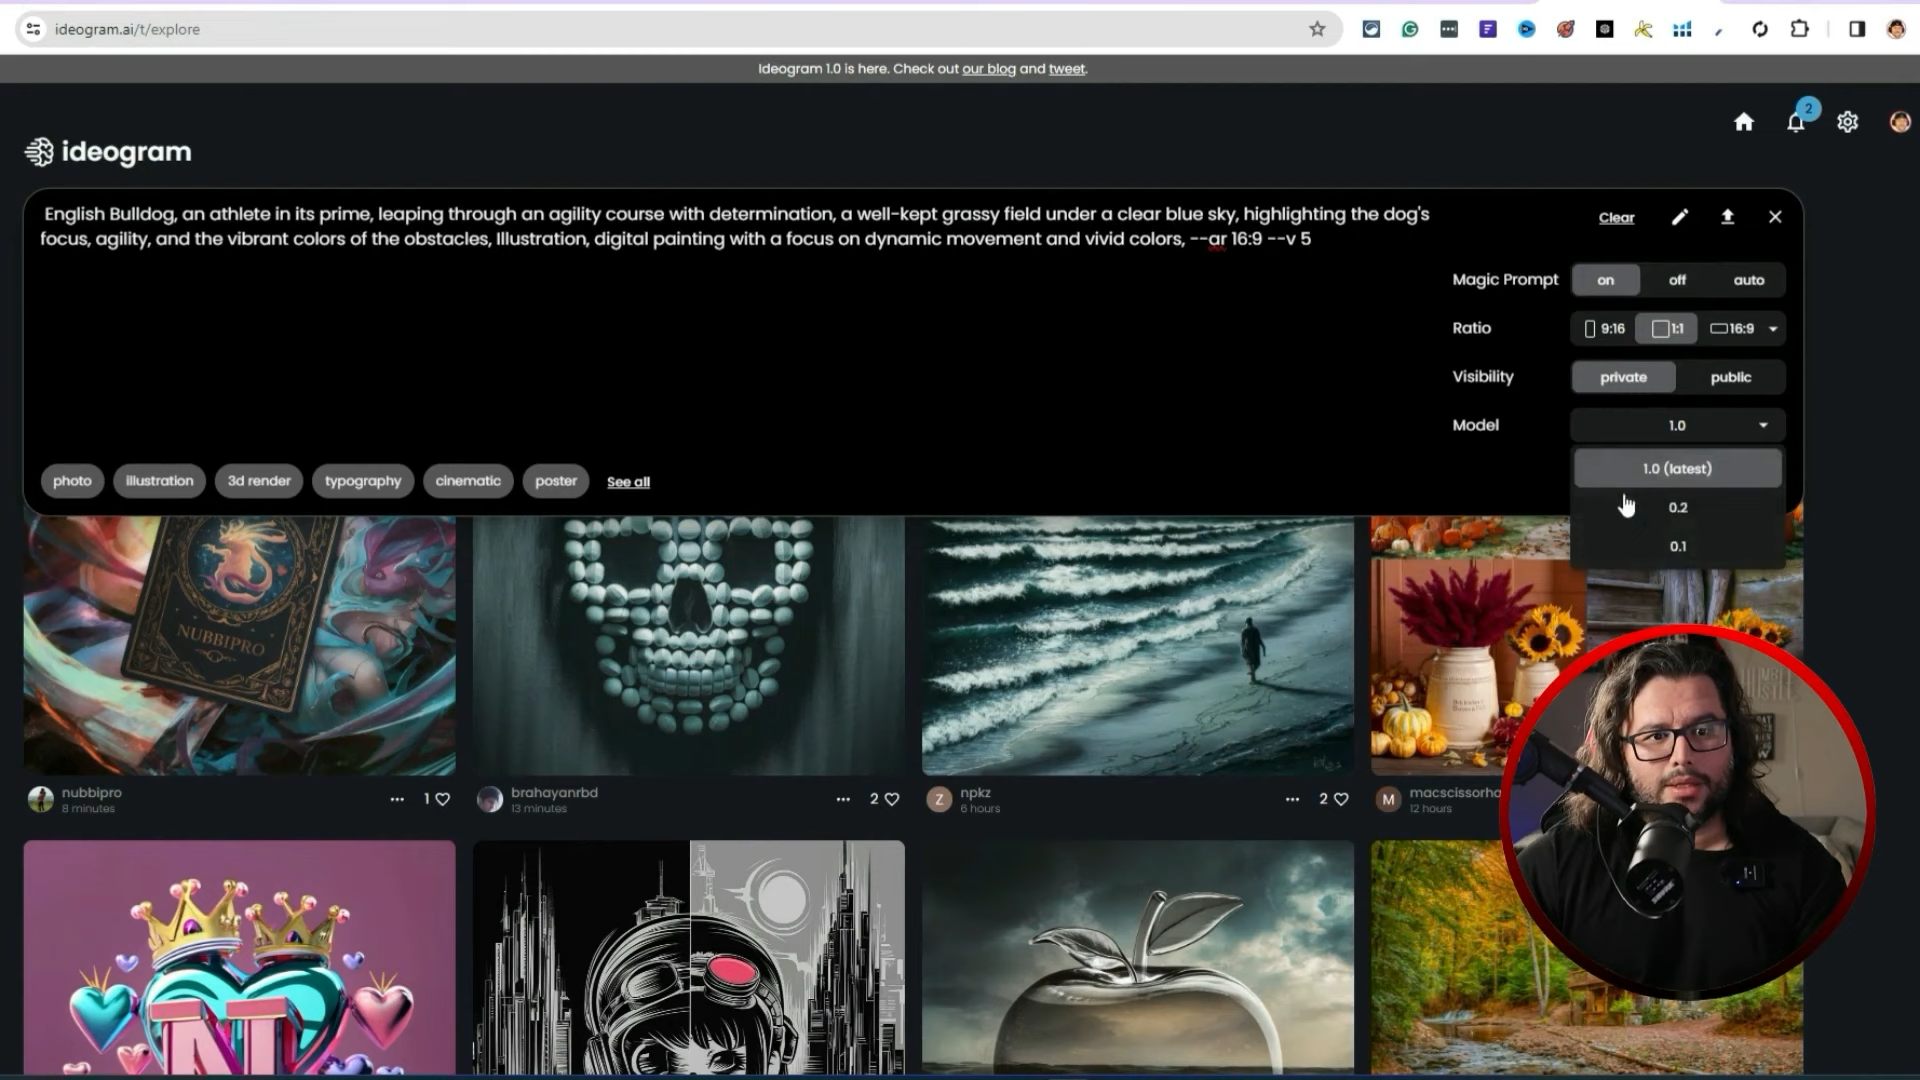 ideogram.ai/t/explore
Ideogram 1.0 is here. Check out our blog and tweet.
2
ideogram
English Bulldog, an athlete in its prime, leaping through an agility course with determination, a well-kept grassy field under a clear blue sky, highlighting the dog's
focus, agility, and the vibrant colors of the obstacles, Illustration, digital painting with a focus on dynamic movement and vivid colors, --ar 16:9 --v 5
Clear
Magic Prompt on off auto
Ratio 9:16 1:1 16:9
Visibility private public
Model 1.0
1.0 (latest)
0.2
0.1
photo illustration 3d render typography cinematic poster See all
NUBBIPRO
nubbipro
8 minutes
1
brahayanrbd
13 minutes
2
Z
npkz
6 hours
2
M
macscissorha
12 hours
N